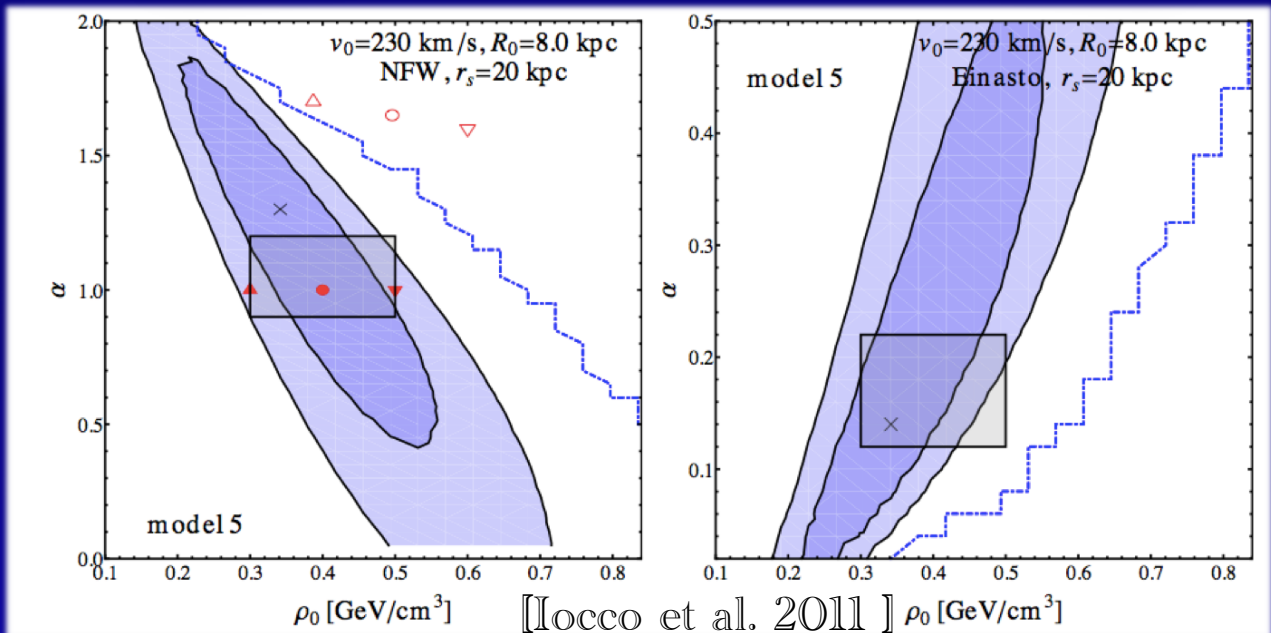 v₀=230 km/s, R₀=8.0 kpc
NFW, rₛ=20 kpc
model 5
α
2.0
1.5
1.0
0.5
0.0
0.1 0.2 0.3 0.4 0.5 0.6 0.7 0.8
ρ₀ [GeV/cm³]
v₀=230 km/s, R₀=8.0 kpc
model 5
Einasto, rₛ=20 kpc
α
0.5
0.4
0.3
0.2
0.1
0.1 0.2 0.3 0.4 0.5 0.6 0.7 0.8
ρ₀ [GeV/cm³]
[Iocco et al. 2011 ]